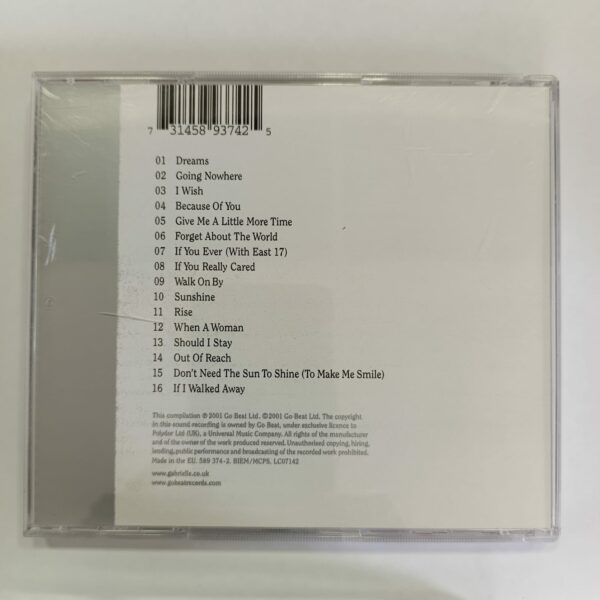 7 31458 93742 5
01 Dreams
02 Going Nowhere
03 I Wish
04 Because Of You
05 Give Me A Little More Time
06 Forget About The World
07 If You Ever (With East 17)
08 If You Really Cared
09 Walk On By
10 Sunshine
11 Rise
12 When A Woman
13 Should I Stay
14 Out Of Reach
15 Don't Need The Sun To Shine (To Make Me Smile)
16 If I Walked Away
This compilation ℗ 2001 Go Beat Ltd. © 2001 Go Beat Ltd. The copyright
in this sound recording is owned by Go Beat, under exclusive licence to
Polydor Ltd (UK), a Universal Music Company. All rights of the manufacturer
and of the owner of the work produced reserved. Unauthorised copying, hiring,
lending, public performance and broadcasting of the recorded work prohibited.
Made in the EU. 589 374-2. BIEM/MCPS. LC07142
www.gabrielle.co.uk
www.gobeatrecords.com